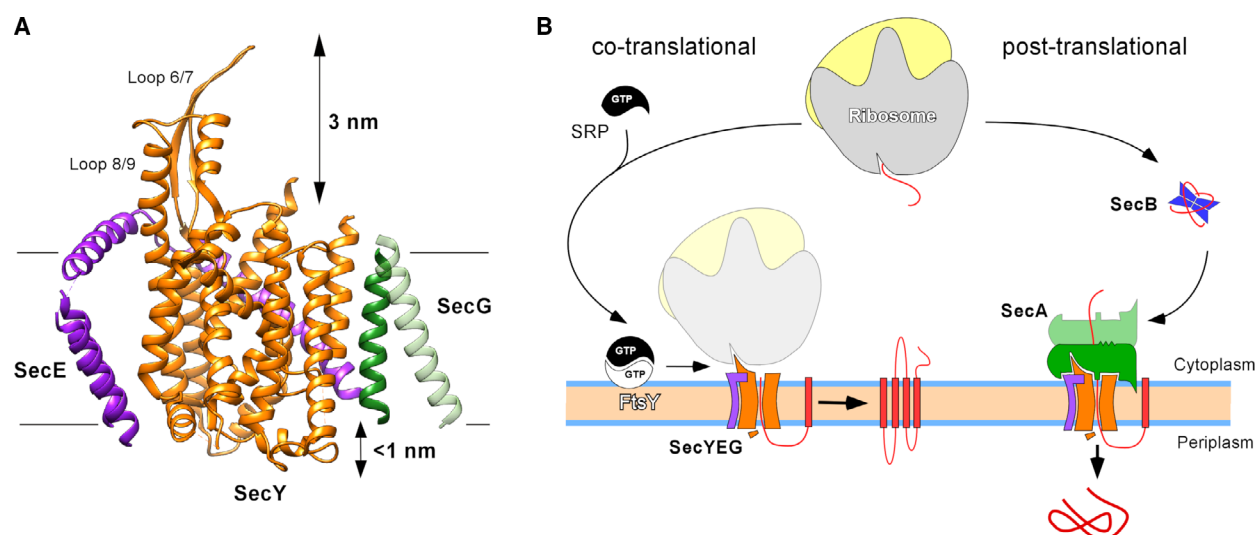 A
Loop 6/7
3 nm
Loop 8/9
SecG
SecE
<1 nm
SecY
B
co-translational
post-translational
GTP
SRP
Ribosome
SecB
SecA
GTP
GTP
FtsY
Cytoplasm
SecYEG
Periplasm